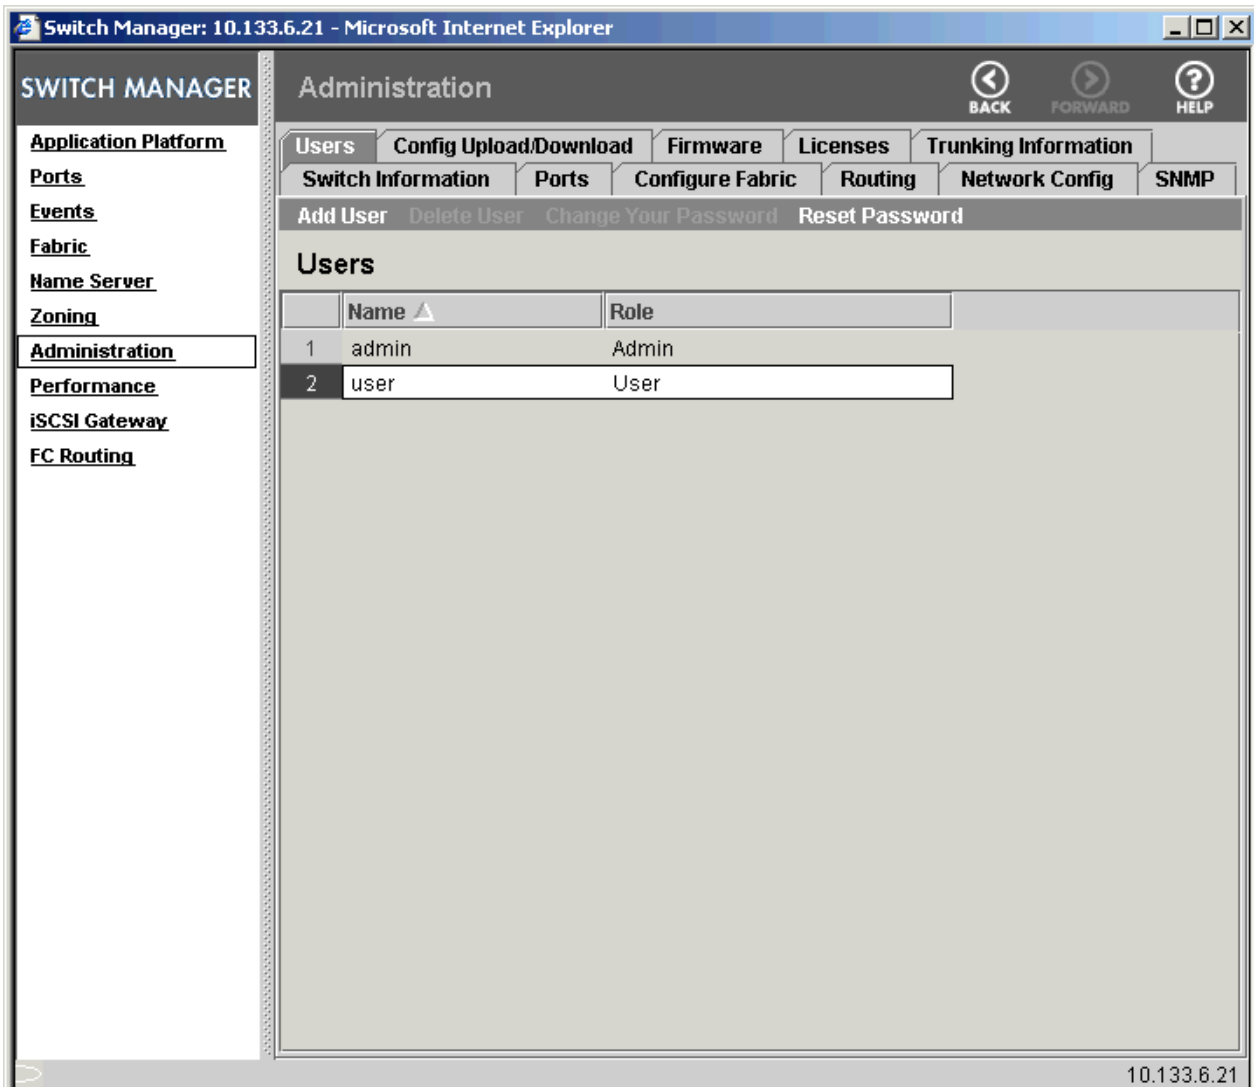 Switch Manager: 10.133.6.21 - Microsoft Internet Explorer
SWITCH MANAGER
Application Platform
Ports
Events
Fabric
Name Server
Zoning
Administration
Performance
iSCSI Gateway
FC Routing
Administration
BACK FORWARD HELP
Users Config Upload/Download Firmware Licenses Trunking Information
Switch Information Ports Configure Fabric Routing Network Config SNMP
Add User Delete User Change Your Password Reset Password
Users
Name Role
1 admin Admin
2 user User
10.133.6.21